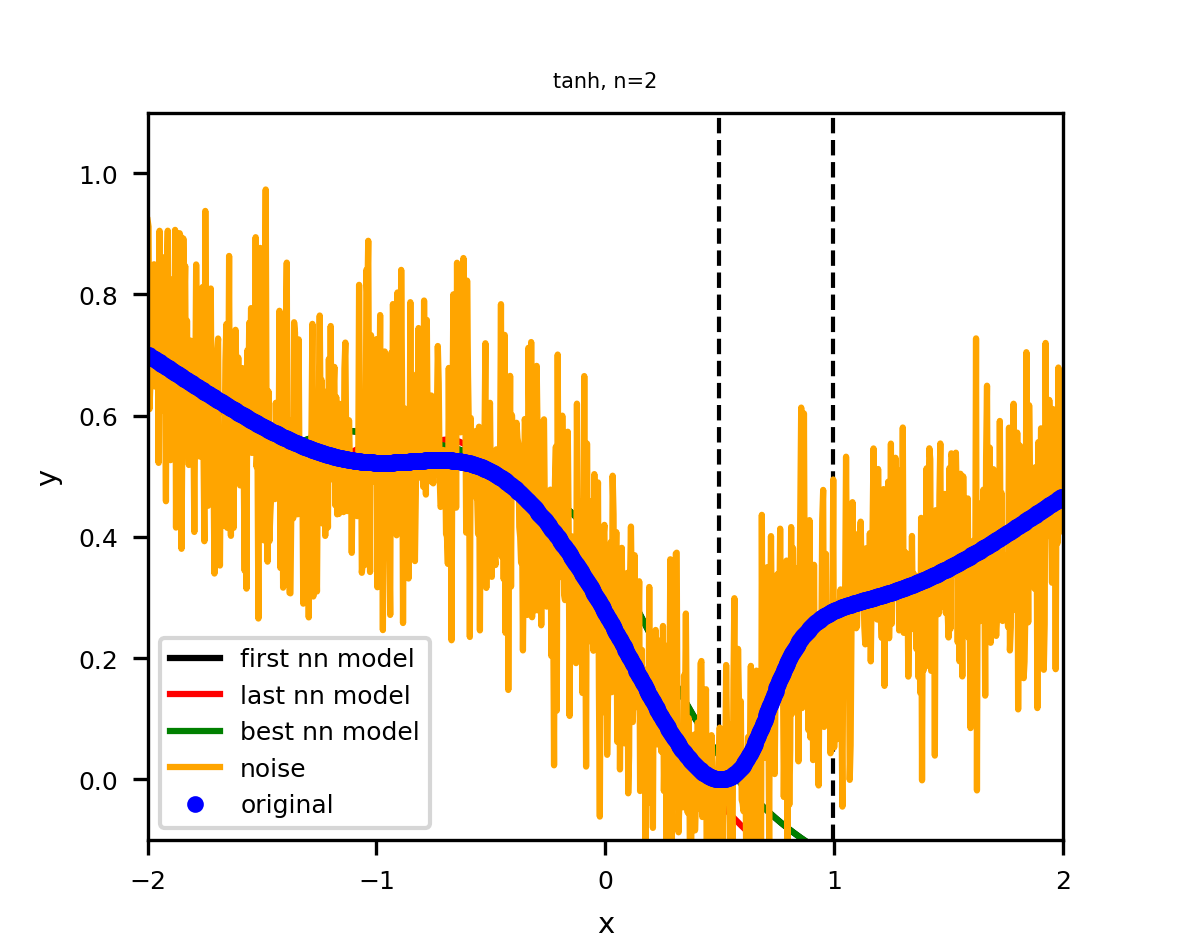 tanh, n=2
y
1.0
0.8
0.6
0.4
0.2
0.0
first nn model
last nn model
best nn model
noise
original
−2
−1
0
1
2
x